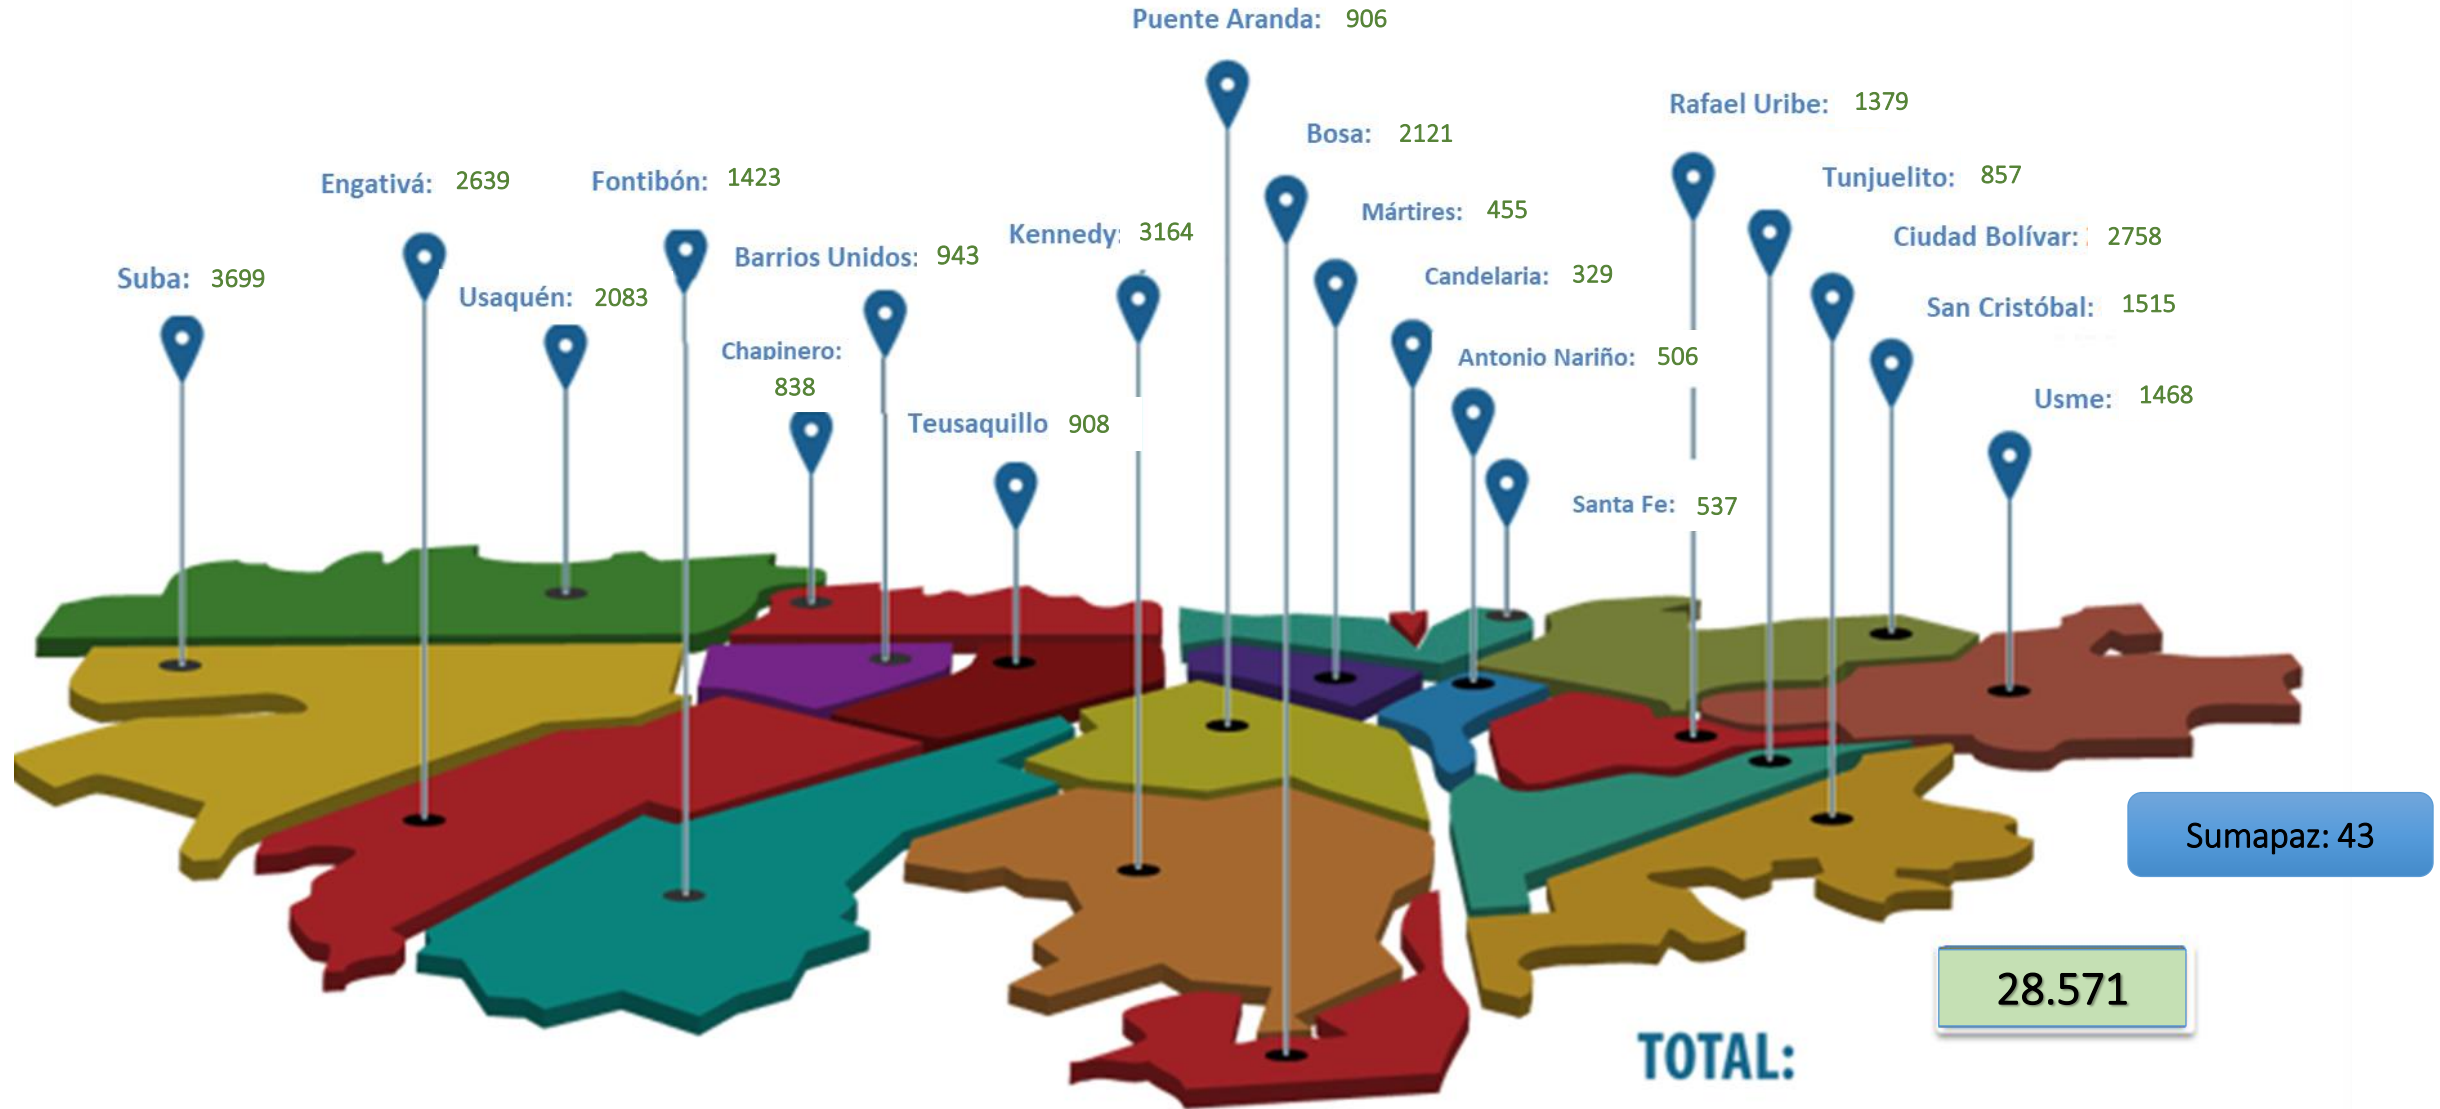 Puente Aranda: 906
Rafael Uribe: 1379
Bosa: 2121
Engativá: 2639
Fontibón: 1423
Tunjuelito: 857
Mártires: 455
Kennedy: 3164
Ciudad Bolívar: 2758
Barrios Unidos: 943
Suba: 3699
Candelaria: 329
Usaquén: 2083
San Cristóbal: 1515
Chapinero:
838
Antonio Nariño: 506
Usme: 1468
Teusaquillo 908
Santa Fe: 537
Sumapaz: 43
28.571
TOTAL: